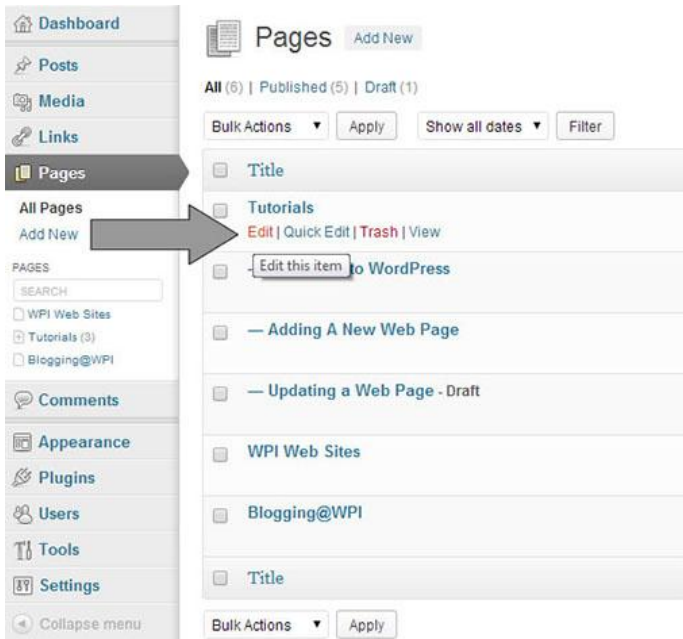 Dashboard
Posts
Media
Links
Pages
All Pages
Add New
PAGES
SEARCH
WPI Web Sites
Tutorials (3)
Blogging@WPI
Comments
Appearance
Plugins
Users
Tools
Settings
Collapse menu
Pages Add New
All (6) | Published (5) | Draft (1)
Bulk Actions Apply Show all dates Filter
Title
Tutorials
Edit | Quick Edit | Trash | View
Edit this item
to WordPress
— Adding A New Web Page
— Updating a Web Page - Draft
WPI Web Sites
Blogging@WPI
Title
Bulk Actions Apply